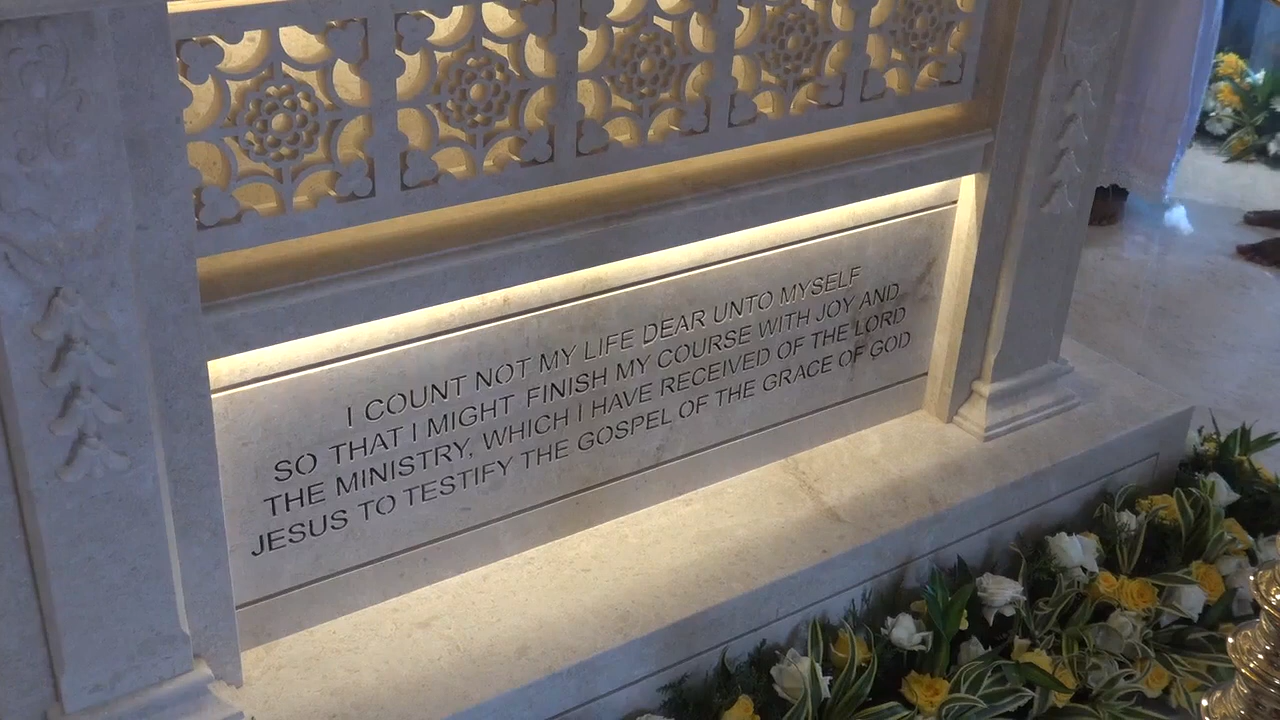 I COUNT NOT MY LIFE DEAR UNTO MYSELF
SO THAT I MIGHT FINISH MY COURSE WITH JOY AND
THE MINISTRY, WHICH I HAVE RECEIVED OF THE LORD
JESUS TO TESTIFY THE GOSPEL OF THE GRACE OF GOD